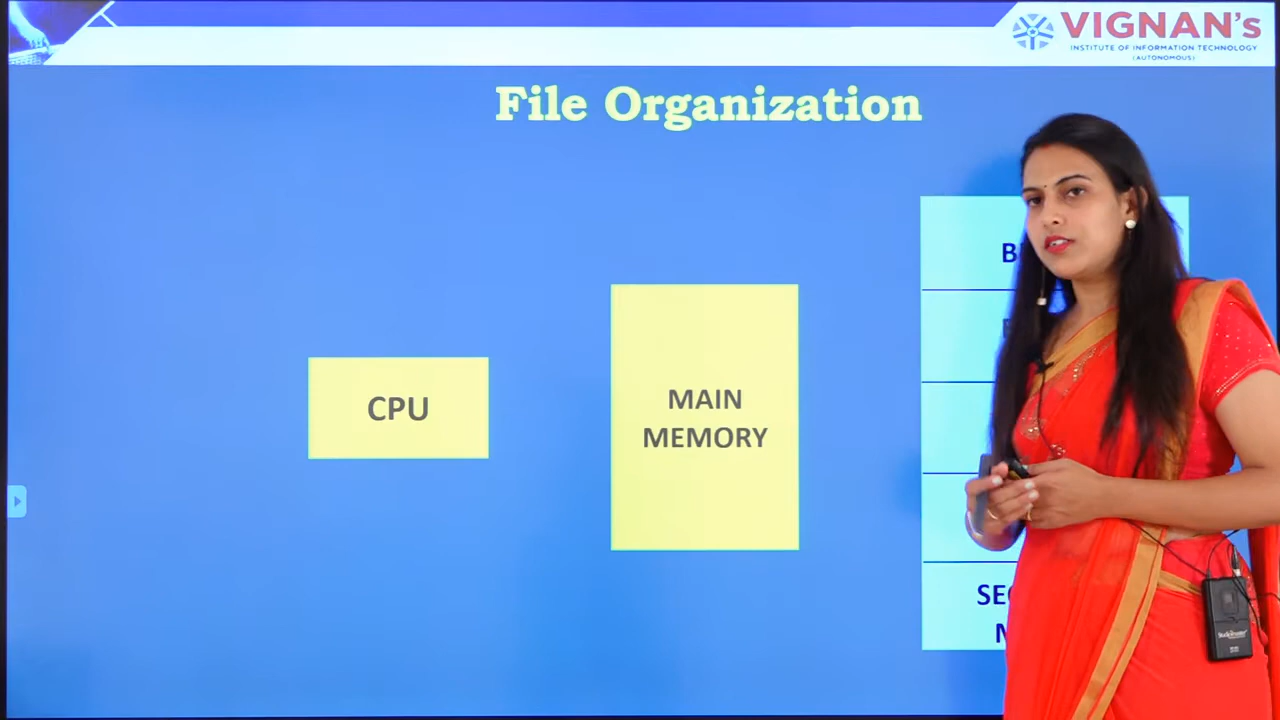 VIGNAN's
INSTITUTE OF INFORMATION TECHNOLOGY
(AUTONOMOUS)
File Organization
CPU
MAIN
MEMORY